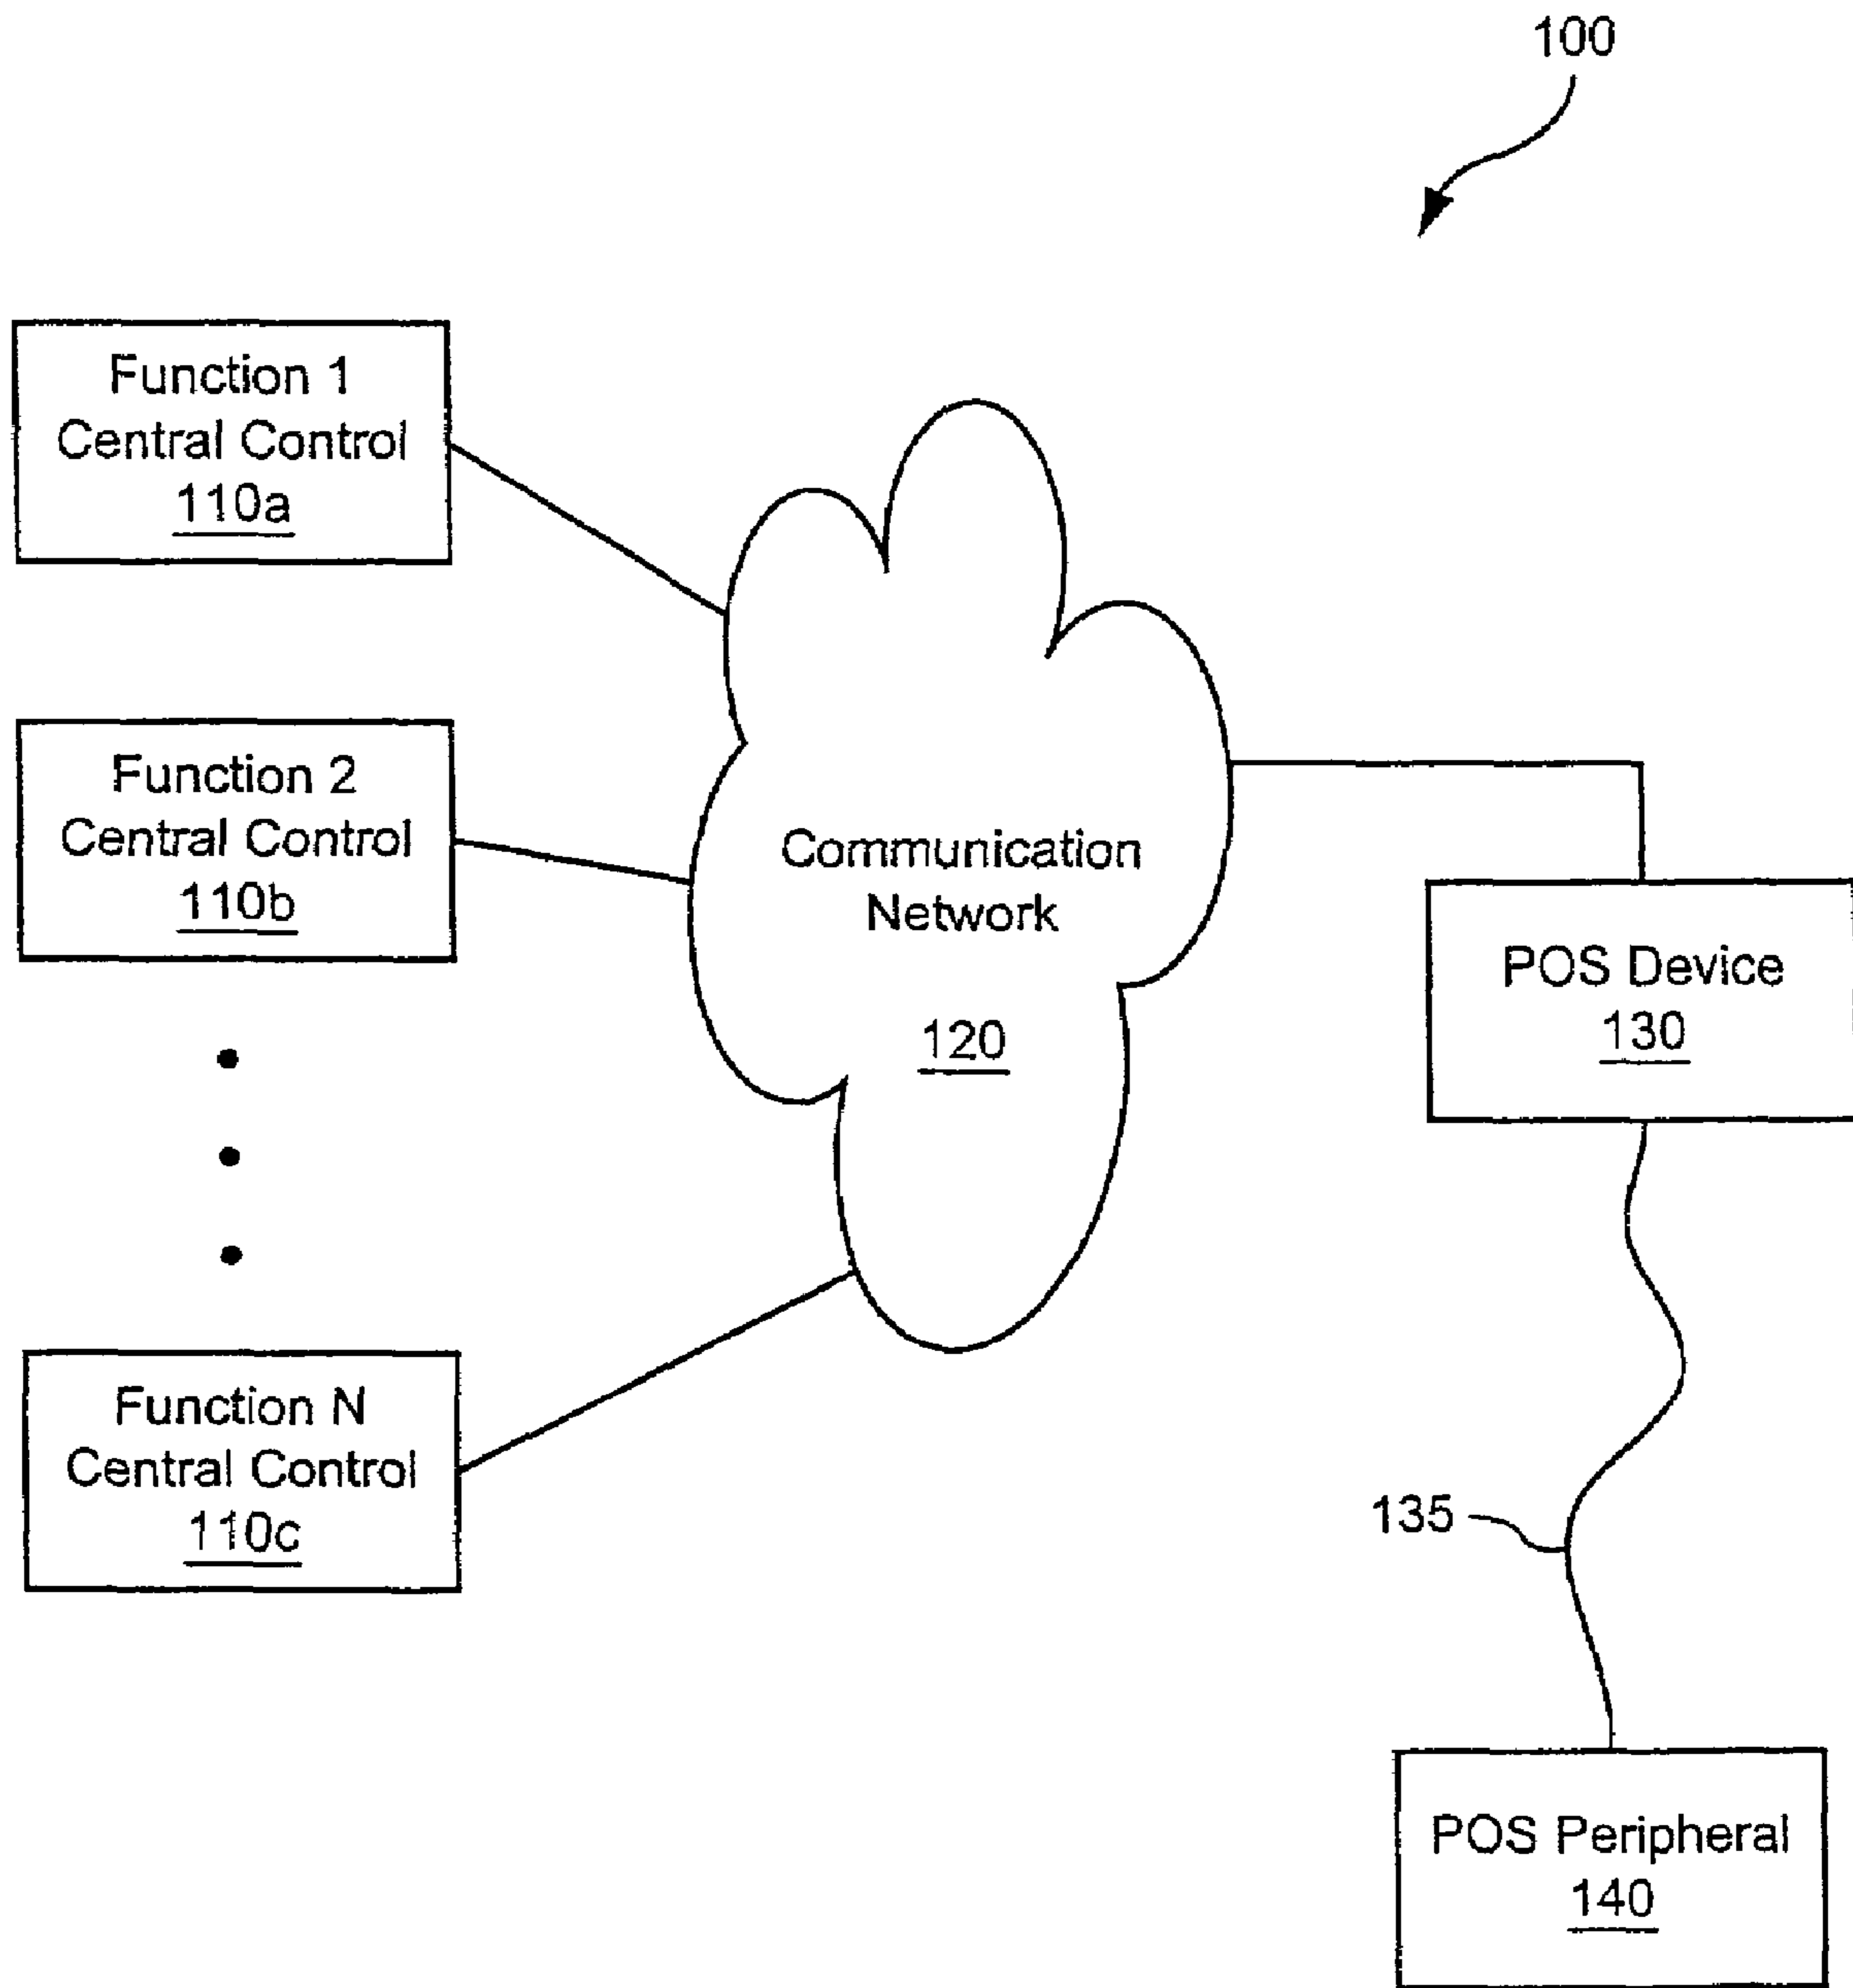 100
Function 1
Central Control
110a
Function 2
Central Control
110b
Communication
Network
120
POS Device
130
Function N
Central Control
110c
135
POS Peripheral
140